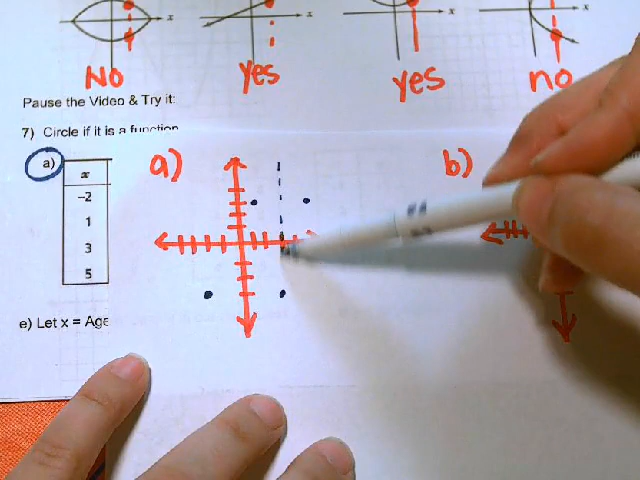 x x x x
NO yes yes no
Pause the Video & Try it:
7) Circle if it is a function
a) a) b)
x
-2
1
3
5
e) Let x = Age